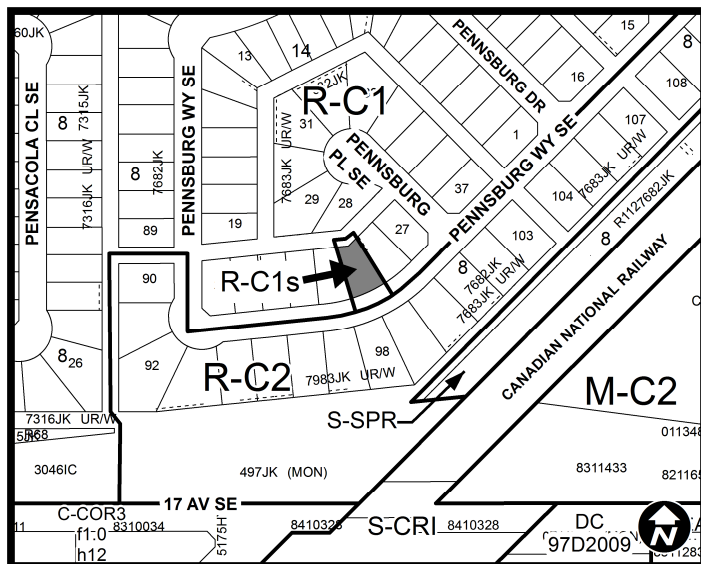 60JK
PENSACOLA CL SE
8
7315JK
7316JK UR/W
PENNSBURG WY SE
8
7682JK
89
90
92
8 26
13
14
R-C1
31
7683JK UR/W
29
28
19
PENNSBURG
PL SE
PENNSBURG DR
15
16
1
37
27
PENNSBURG WY SE
8
108
107
7683JK UR/W
104
103
8
7682JK
7683JK UR/W
R1127682JK
8
CANADIAN NATIONAL RAILWAY
R-C1s
R-C2
98
7983JK UR/W
S-SPR
M-C2
7316JK UR/W
3046IC
497JK (MON)
8311433
17 AV SE
C-COR3
f1.0
h12
11
8310034
5175H
8410328
S-CRI
8410328
DC
97D2009
N